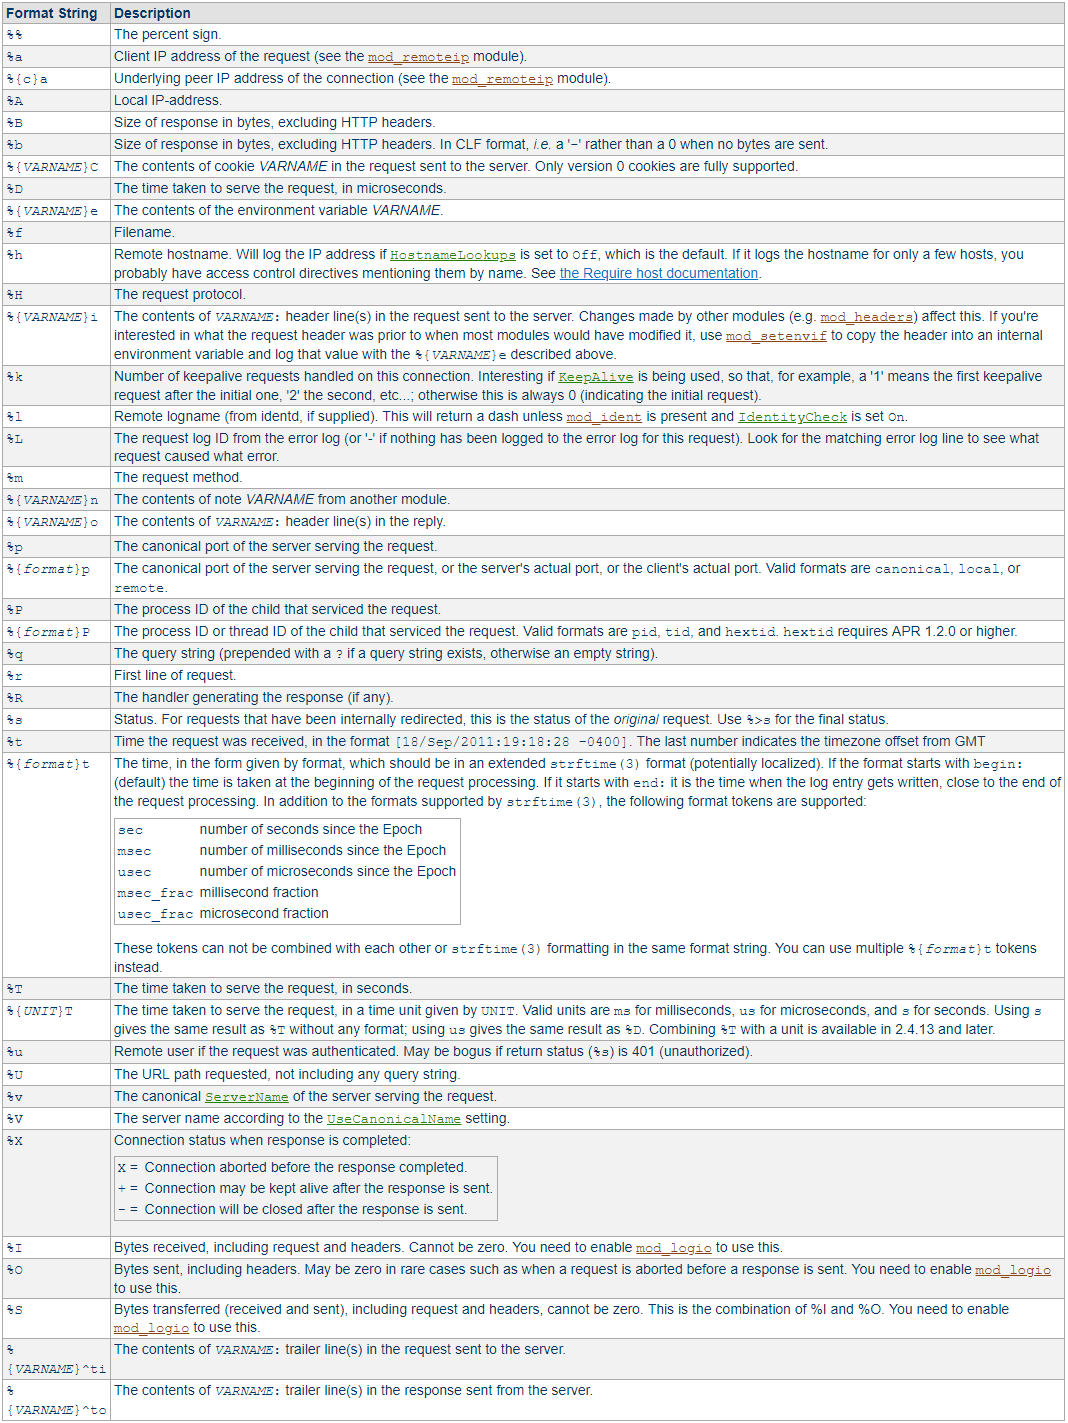 Format String Description
%% The percent sign.
%a Client IP address of the request (see the mod_remoteip module).
%{c}a Underlying peer IP address of the connection (see the mod_remoteip module).
%A Local IP-address.
%B Size of response in bytes, excluding HTTP headers.
%b Size of response in bytes, excluding HTTP headers. In CLF format, i.e. a '-' rather than a 0 when no bytes are sent.
%{VARNAME}C The contents of cookie VARNAME in the request sent to the server. Only version 0 cookies are fully supported.
%D The time taken to serve the request, in microseconds.
%{VARNAME}e The contents of the environment variable VARNAME.
%f Filename.
%h Remote hostname. Will log the IP address if HostnameLookups is set to Off, which is the default. If it logs the hostname for only a few hosts, you
probably have access control directives mentioning them by name. See the Require host documentation.
%H The request protocol.
%{VARNAME}i The contents of VARNAME: header line(s) in the request sent to the server. Changes made by other modules (e.g. mod_headers) affect this. If you're
interested in what the request header was prior to when most modules would have modified it, use mod_setenvif to copy the header into an internal
environment variable and log that value with the %{VARNAME}e described above.
%k Number of keepalive requests handled on this connection. Interesting if KeepAlive is being used, so that, for example, a '1' means the first keepalive
request after the initial one, '2' the second, etc...; otherwise this is always 0 (indicating the initial request).
%l Remote logname (from identd, if supplied). This will return a dash unless mod_ident is present and IdentityCheck is set On.
%L The request log ID from the error log (or '-' if nothing has been logged to the error log for this request). Look for the matching error log line to see what
request caused what error.
%m The request method.
%{VARNAME}n The contents of note VARNAME from another module.
%{VARNAME}o The contents of VARNAME: header line(s) in the reply.
%p The canonical port of the server serving the request.
%{format}p The canonical port of the server serving the request, or the server's actual port, or the client's actual port. Valid formats are canonical, local, or
remote.
%P The process ID of the child that serviced the request.
%{format}P The process ID or thread ID of the child that serviced the request. Valid formats are pid, tid, and hextid. hextid requires APR 1.2.0 or higher.
%q The query string (prepended with a ? if a query string exists, otherwise an empty string).
%r First line of request.
%R The handler generating the response (if any).
%s Status. For requests that have been internally redirected, this is the status of the original request. Use %>s for the final status.
%t Time the request was received, in the format [18/Sep/2011:19:18:28 -0400]. The last number indicates the timezone offset from GMT
%{format}t The time, in the form given by format, which should be in an extended strftime(3) format (potentially localized). If the format starts with begin:
(default) the time is taken at the beginning of the request processing. If it starts with end: it is the time when the log entry gets written, close to the end of
the request processing. In addition to the formats supported by strftime(3), the following format tokens are supported:
sec number of seconds since the Epoch
msec number of milliseconds since the Epoch
usec number of microseconds since the Epoch
msec_frac millisecond fraction
usec_frac microsecond fraction
These tokens can not be combined with each other or strftime(3) formatting in the same format string. You can use multiple %{format}t tokens
instead.
%T The time taken to serve the request, in seconds.
%{UNIT}T The time taken to serve the request, in a time unit given by UNIT. Valid units are ms for milliseconds, us for microseconds, and s for seconds. Using s
gives the same result as %T without any format; using us gives the same result as %D. Combining %T with a unit is available in 2.4.13 and later.
%u Remote user if the request was authenticated. May be bogus if return status (%s) is 401 (unauthorized).
%U The URL path requested, not including any query string.
%v The canonical ServerName of the server serving the request.
%V The server name according to the UseCanonicalName setting.
%X Connection status when response is completed:
X = Connection aborted before the response completed.
+ = Connection may be kept alive after the response is sent.
- = Connection will be closed after the response is sent.
%I Bytes received, including request and headers. Cannot be zero. You need to enable mod_logio to use this.
%O Bytes sent, including headers. May be zero in rare cases such as when a request is aborted before a response is sent. You need to enable mod_logio
to use this.
%S Bytes transferred (received and sent), including request and headers, cannot be zero. This is the combination of %I and %O. You need to enable
mod_logio to use this.
% The contents of VARNAME: trailer line(s) in the request sent to the server.
{VARNAME}^ti
% The contents of VARNAME: trailer line(s) in the response sent from the server.
{VARNAME}^to